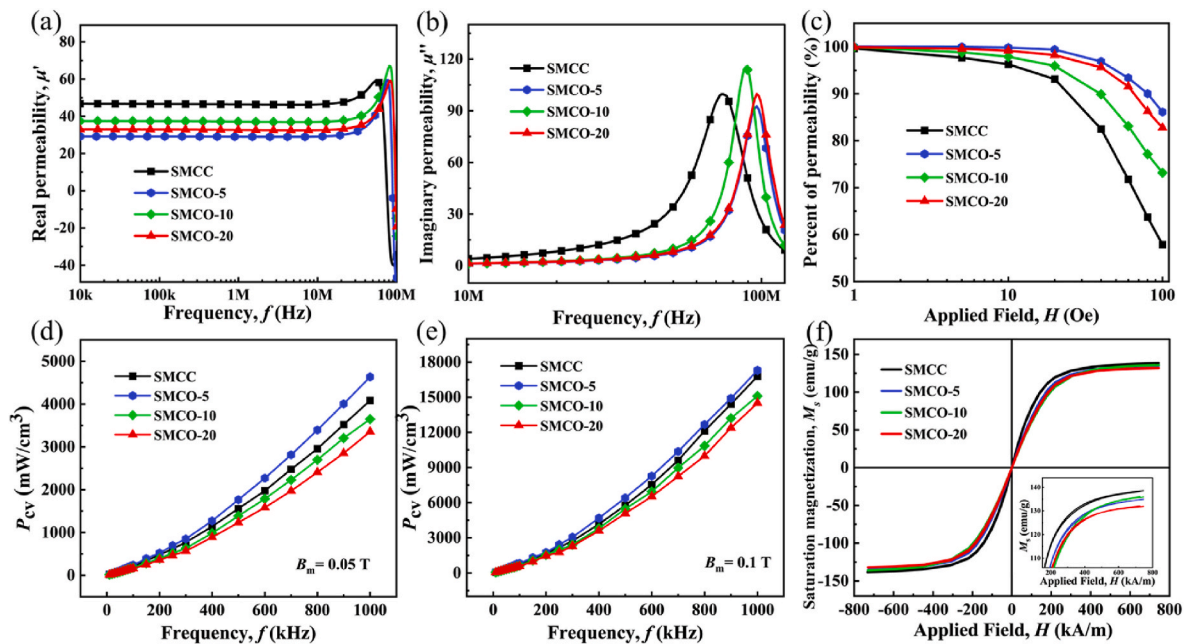 (a)
Real permeability, μ'
80
60
40
20
0
-20
-40
SMCC
SMCO-5
SMCO-10
SMCO-20
10k 100k 1M 10M 100M
Frequency, f (Hz)
(b)
Imaginary permeability, μ''
120
90
60
30
0
SMCC
SMCO-5
SMCO-10
SMCO-20
10M 100M
Frequency, f (Hz)
(c)
Percent of permeability (%)
100
90
80
70
60
50
SMCC
SMCO-5
SMCO-10
SMCO-20
1 10 100
Applied Field, H (Oe)
(d)
Pcv (mW/cm³)
5000
4000
3000
2000
1000
0
SMCC
SMCO-5
SMCO-10
SMCO-20
Bm= 0.05 T
0 200 400 600 800 1000
Frequency, f (kHz)
(e)
Pcv (mW/cm³)
18000
15000
12000
9000
6000
3000
0
SMCC
SMCO-5
SMCO-10
SMCO-20
Bm= 0.1 T
0 200 400 600 800 1000
Frequency, f (kHz)
(f)
Saturation magnetization, Ms (emu/g)
150
100
50
0
-50
-100
-150
SMCC
SMCO-5
SMCO-10
SMCO-20
Ms (emu/g)
140
130
120
110
200 400 600 800
Applied Field, H (kA/m)
-800 -600 -400 -200 0 200 400 600 800
Applied Field, H (kA/m)